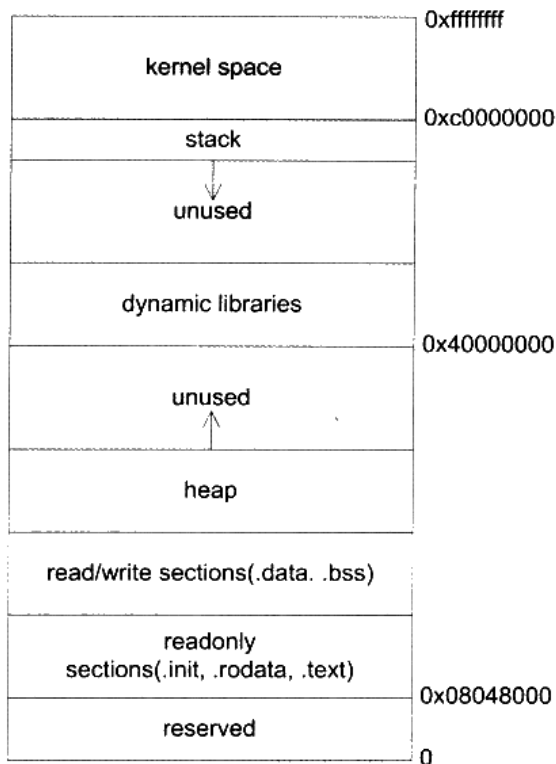 0xffffffff
kernel space
0xc0000000
stack
unused
dynamic libraries
0x40000000
unused
heap
read/write sections(.data. .bss)
readonly
sections(.init, .rodata, .text)
0x08048000
reserved
0